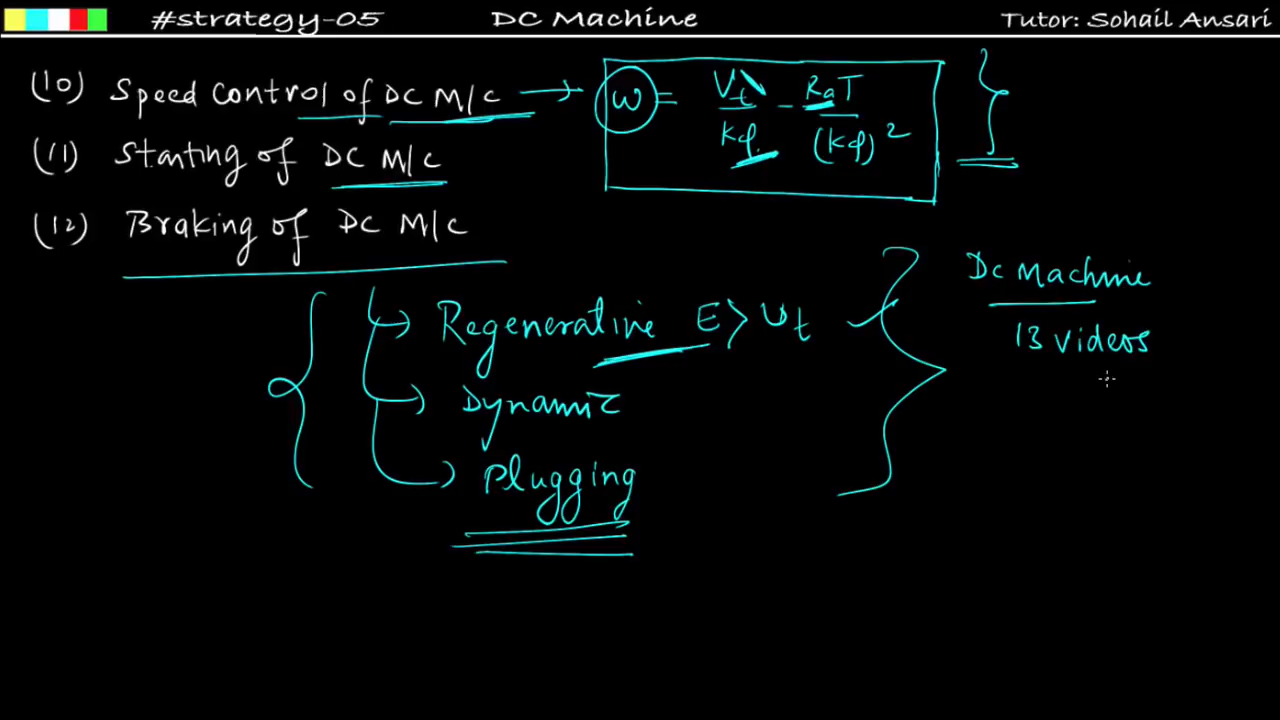 #strategy-05 DC Machine Tutor: Sohail Ansari
(10) Speed Control of DC M/c → ω = Vt/Kφ - RaT/(Kφ)²
(11) Starting of DC M/c
(12) Braking of DC M/c
→ Regenerative E > Vt
→ Dynamic
→ Plugging
Dc Machine
13 videos